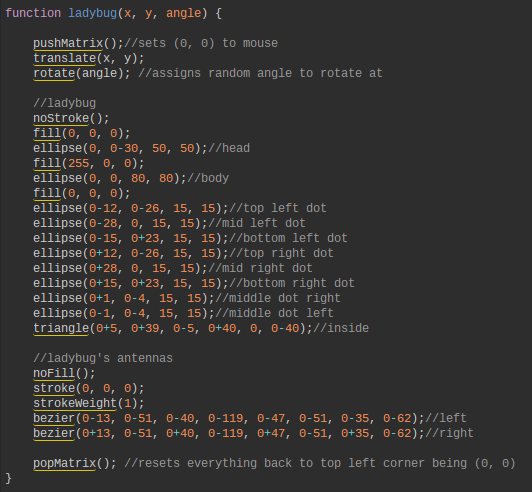 function ladybug(x, y, angle) {
pushMatrix();//sets (0, 0) to mouse
translate(x, y);
rotate(angle); //assigns random angle to rotate at
//ladybug
noStroke();
fill(0, 0, 0);
ellipse(0, 0-30, 50, 50);//head
fill(255, 0, 0);
ellipse(0, 0, 80, 80);//body
fill(0, 0, 0);
ellipse(0-12, 0-26, 15, 15);//top left dot
ellipse(0-28, 0, 15, 15);//mid left dot
ellipse(0-15, 0+23, 15, 15);//bottom left dot
ellipse(0+12, 0-26, 15, 15);//top right dot
ellipse(0+28, 0, 15, 15);//mid right dot
ellipse(0+15, 0+23, 15, 15);//bottom right dot
ellipse(0+1, 0-4, 15, 15);//middle dot right
ellipse(0-1, 0-4, 15, 15);//middle dot left
triangle(0+5, 0+39, 0-5, 0+40, 0, 0-40);//inside
//ladybug's antennas
noFill();
stroke(0, 0, 0);
strokeWeight(1);
bezier(0-13, 0-51, 0-40, 0-119, 0-47, 0-51, 0-35, 0-62);//left
bezier(0+13, 0-51, 0+40, 0-119, 0+47, 0-51, 0+35, 0-62);//right
popMatrix(); //resets everything back to top left corner being (0, 0)
}